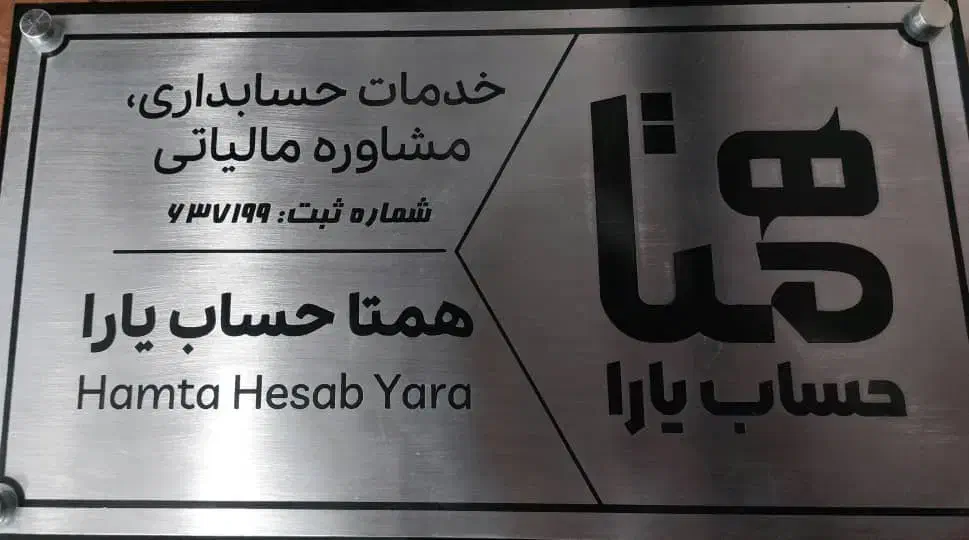 همتا
حساب یارا
خدمات حسابداری،
مشاوره مالیاتی
شماره ثبت: ۶۳۷۱۹۹
همتا حساب یارا
Hamta Hesab Yara